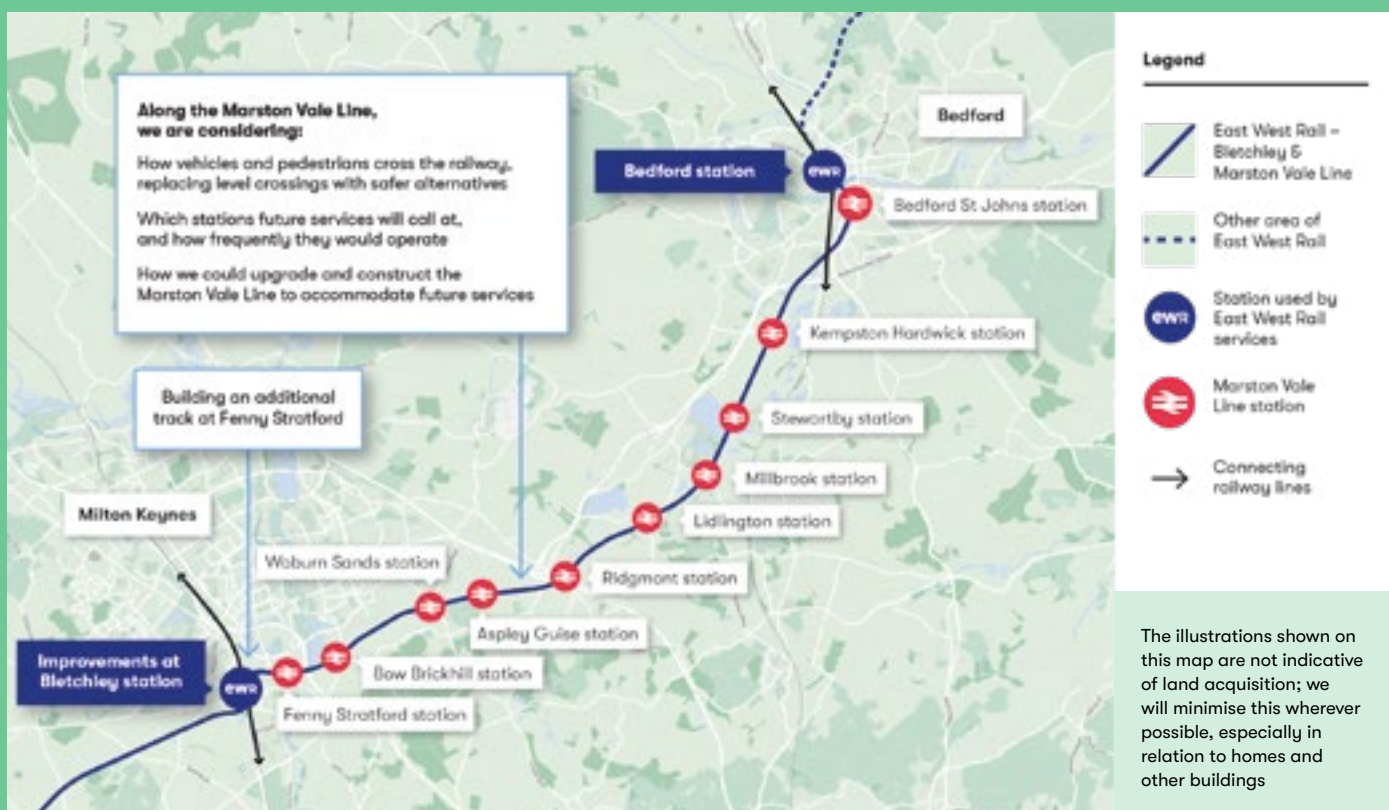 Along the Marston Vale Line,
we are considering:
How vehicles and pedestrians cross the railway,
replacing level crossings with safer alternatives
Which stations future services will call at,
and how frequently they would operate
How we could upgrade and construct the
Marston Vale Line to accommodate future services
Building an additional
track at Fenny Stratford
Bedford
Bedford station
ewr
Bedford St Johns station
Kempston Hardwick station
Stewartby station
Millbrook station
Lidlington station
Ridgmont station
Aspley Guise station
Woburn Sands station
Bow Brickhill station
Fenny Stratford station
Milton Keynes
Improvements at
Bletchley station
ewr
Legend
East West Rail –
Bletchley &
Marston Vale Line
Other area of
East West Rail
ewr
Station used by
East West Rail
services
Marston Vale
Line station
Connecting
railway lines
The illustrations shown on
this map are not indicative
of land acquisition; we
will minimise this wherever
possible, especially in
relation to homes and
other buildings